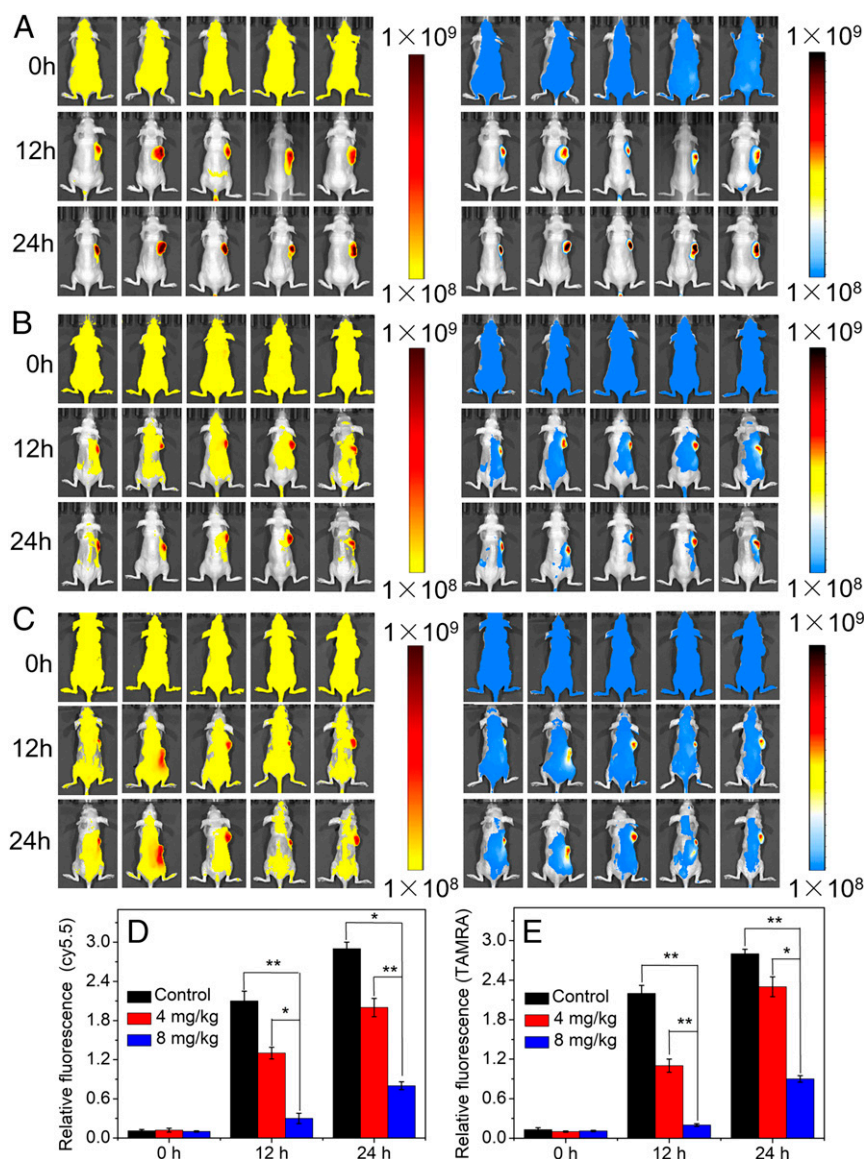 A
0h
12h
24h
1×10⁹
1×10⁸
1×10⁹
1×10⁸
B
0h
12h
24h
1×10⁹
1×10⁸
1×10⁹
1×10⁸
C
0h
12h
24h
1×10⁹
1×10⁸
1×10⁹
1×10⁸
D
Relative fluorescence (cy5.5)
3.0
2.4
1.8
1.2
0.6
0.0
Control
4 mg/kg
8 mg/kg
**
*
*
**
0 h
12 h
24 h
E
Relative fluorescence (TAMRA)
3.0
2.4
1.8
1.2
0.6
0.0
Control
4 mg/kg
8 mg/kg
**
**
**
*
0 h
12 h
24 h